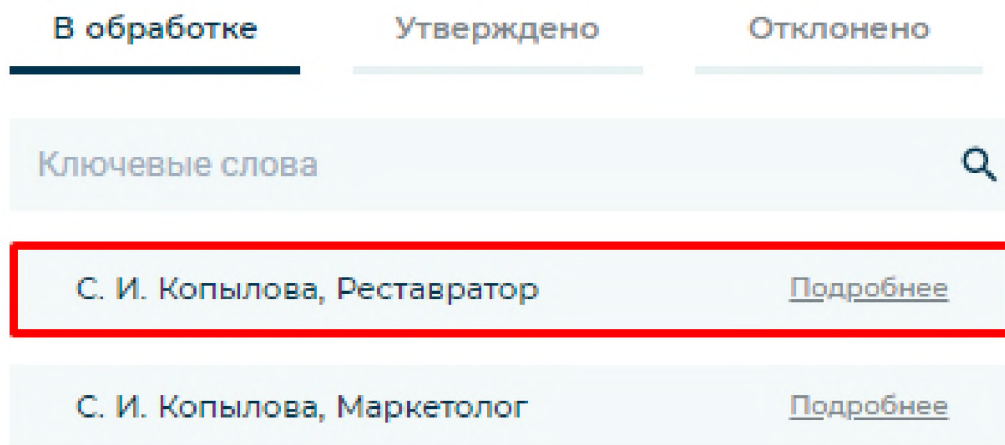 В обработке Утверждено Отклонено
Ключевые слова
С. И. Копылова, Реставратор Подробнее
С. И. Копылова, Маркетолог Подробнее